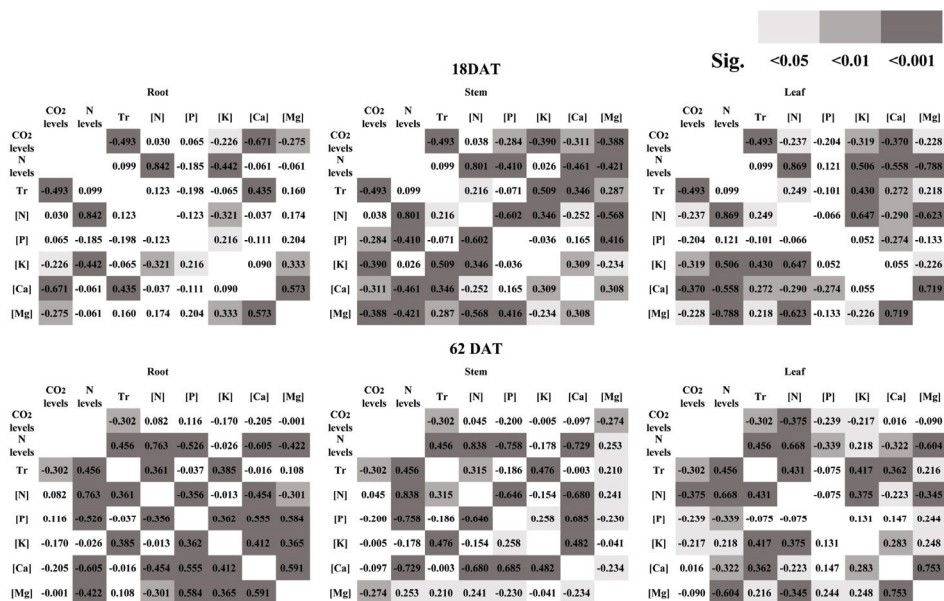 Sig. <0.05 <0.01 <0.001
18DAT
Root Stem Leaf
CO2 levels N levels Tr [N] [P] [K] [Ca] [Mg] CO2 levels N levels Tr [N] [P] [K] [Ca] [Mg] CO2 levels N levels Tr [N] [P] [K] [Ca] [Mg]
CO2 levels -0.493 0.030 0.065 -0.226 -0.671 -0.275 CO2 levels -0.493 0.038 -0.284 -0.390 -0.311 -0.388 CO2 levels -0.493 -0.237 -0.204 -0.319 -0.370 -0.228
N levels 0.099 0.842 -0.185 -0.442 -0.061 -0.061 N levels 0.099 0.801 -0.410 0.026 -0.461 -0.421 N levels 0.099 0.869 0.121 0.506 -0.558 -0.788
Tr -0.493 0.099 0.123 -0.198 -0.065 0.435 0.160 Tr -0.493 0.099 0.216 -0.071 0.509 0.346 0.287 Tr -0.493 0.099 0.249 -0.101 0.430 0.272 0.218
[N] 0.030 0.842 0.123 -0.123 -0.321 -0.037 0.174 [N] 0.038 0.801 0.216 -0.602 0.346 -0.252 -0.568 [N] -0.237 0.869 0.249 -0.066 0.647 -0.290 -0.623
[P] 0.065 -0.185 -0.198 -0.123 0.216 -0.111 0.204 [P] -0.284 -0.410 -0.071 -0.602 -0.036 0.165 0.416 [P] -0.204 0.121 -0.101 -0.066 0.052 -0.274 -0.133
[K] -0.226 -0.442 -0.065 -0.321 0.216 0.090 0.333 [K] -0.390 0.026 0.509 0.346 -0.036 0.309 -0.234 [K] -0.319 0.506 0.430 0.647 0.052 0.055 -0.226
[Ca] -0.671 -0.061 0.435 -0.037 -0.111 0.090 0.573 [Ca] -0.311 -0.461 0.346 -0.252 0.165 0.309 0.308 [Ca] -0.370 -0.558 0.272 -0.290 -0.274 0.055 0.719
[Mg] -0.275 -0.061 0.160 0.174 0.204 0.333 0.573 [Mg] -0.388 -0.421 0.287 -0.568 0.416 -0.234 0.308 [Mg] -0.228 -0.788 0.218 -0.623 -0.133 -0.226 0.719
62 DAT
Root Stem Leaf
CO2 levels N levels Tr [N] [P] [K] [Ca] [Mg] CO2 levels N levels Tr [N] [P] [K] [Ca] [Mg] CO2 levels N levels Tr [N] [P] [K] [Ca] [Mg]
CO2 levels -0.302 0.082 0.116 -0.170 -0.205 -0.001 CO2 levels -0.302 0.045 -0.200 -0.005 -0.097 -0.274 CO2 levels -0.302 -0.375 -0.239 -0.217 0.016 -0.090
N levels 0.456 0.763 -0.526 -0.026 -0.605 -0.422 N levels 0.456 0.838 -0.758 -0.178 -0.729 0.253 N levels 0.456 0.668 -0.339 0.218 -0.322 -0.604
Tr -0.302 0.456 0.361 -0.037 0.385 -0.016 0.108 Tr -0.302 0.456 0.315 -0.186 0.476 -0.003 0.210 Tr -0.302 0.456 0.431 -0.075 0.417 0.362 0.216
[N] 0.082 0.763 0.361 -0.356 -0.013 -0.454 -0.301 [N] 0.045 0.838 0.315 -0.646 -0.154 -0.680 0.241 [N] -0.375 0.668 0.431 -0.075 0.375 -0.223 -0.345
[P] 0.116 -0.526 -0.037 -0.356 0.362 0.555 0.584 [P] -0.200 -0.758 -0.186 -0.646 0.258 0.685 -0.230 [P] -0.239 -0.339 -0.075 -0.075 0.131 0.147 0.244
[K] -0.170 -0.026 0.385 -0.013 0.362 0.412 0.365 [K] -0.005 -0.178 0.476 -0.154 0.258 0.482 -0.041 [K] -0.217 0.218 0.417 0.375 0.131 0.283 0.248
[Ca] -0.205 -0.605 -0.016 -0.454 0.555 0.412 0.591 [Ca] -0.097 -0.729 -0.003 -0.680 0.685 0.482 -0.234 [Ca] 0.016 -0.322 0.362 -0.223 0.147 0.283 0.753
[Mg] -0.001 -0.422 0.108 -0.301 0.584 0.365 0.591 [Mg] -0.274 0.253 0.210 0.241 -0.230 -0.041 -0.234 [Mg] -0.090 -0.604 0.216 -0.345 0.244 0.248 0.753